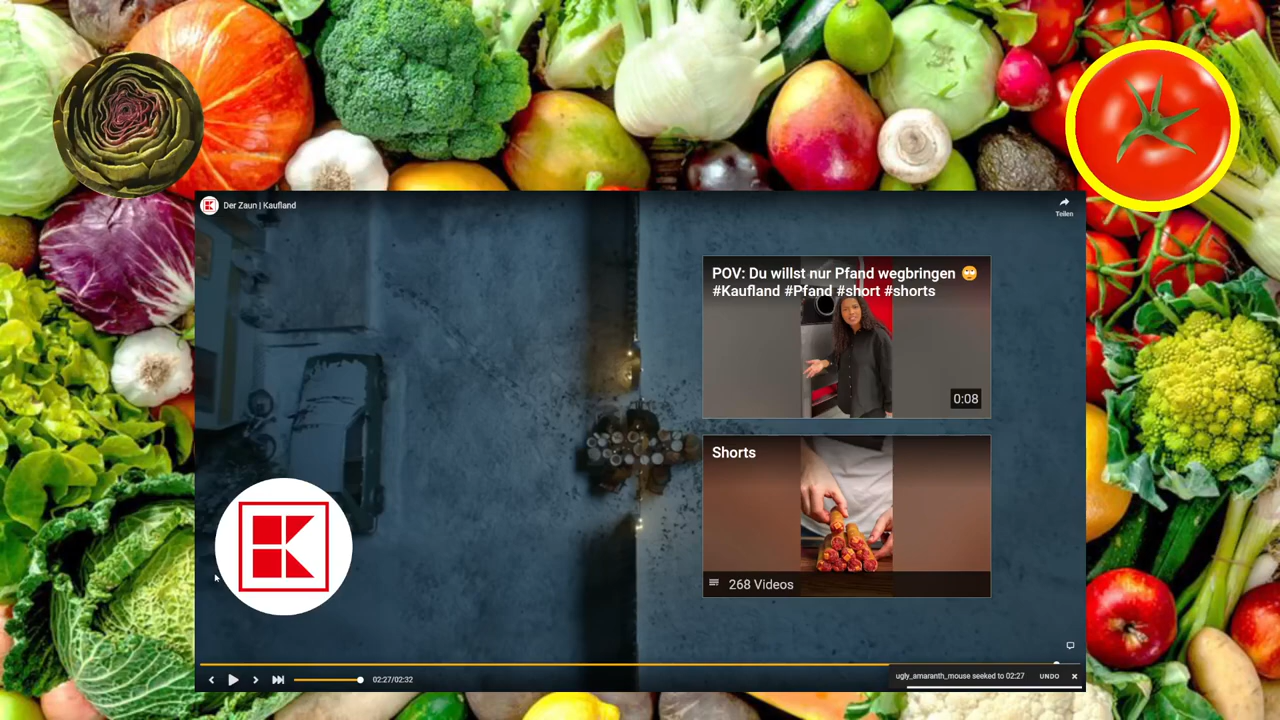 Der Zaun | Kaufland
Teilen
POV: Du willst nur Pfand wegbringen 🙄
#Kaufland #Pfand #short #shorts
0:08
Shorts
268 Videos
02:27/02:32
ugly_amaranth_mouse seeked to 02:27
UNDO